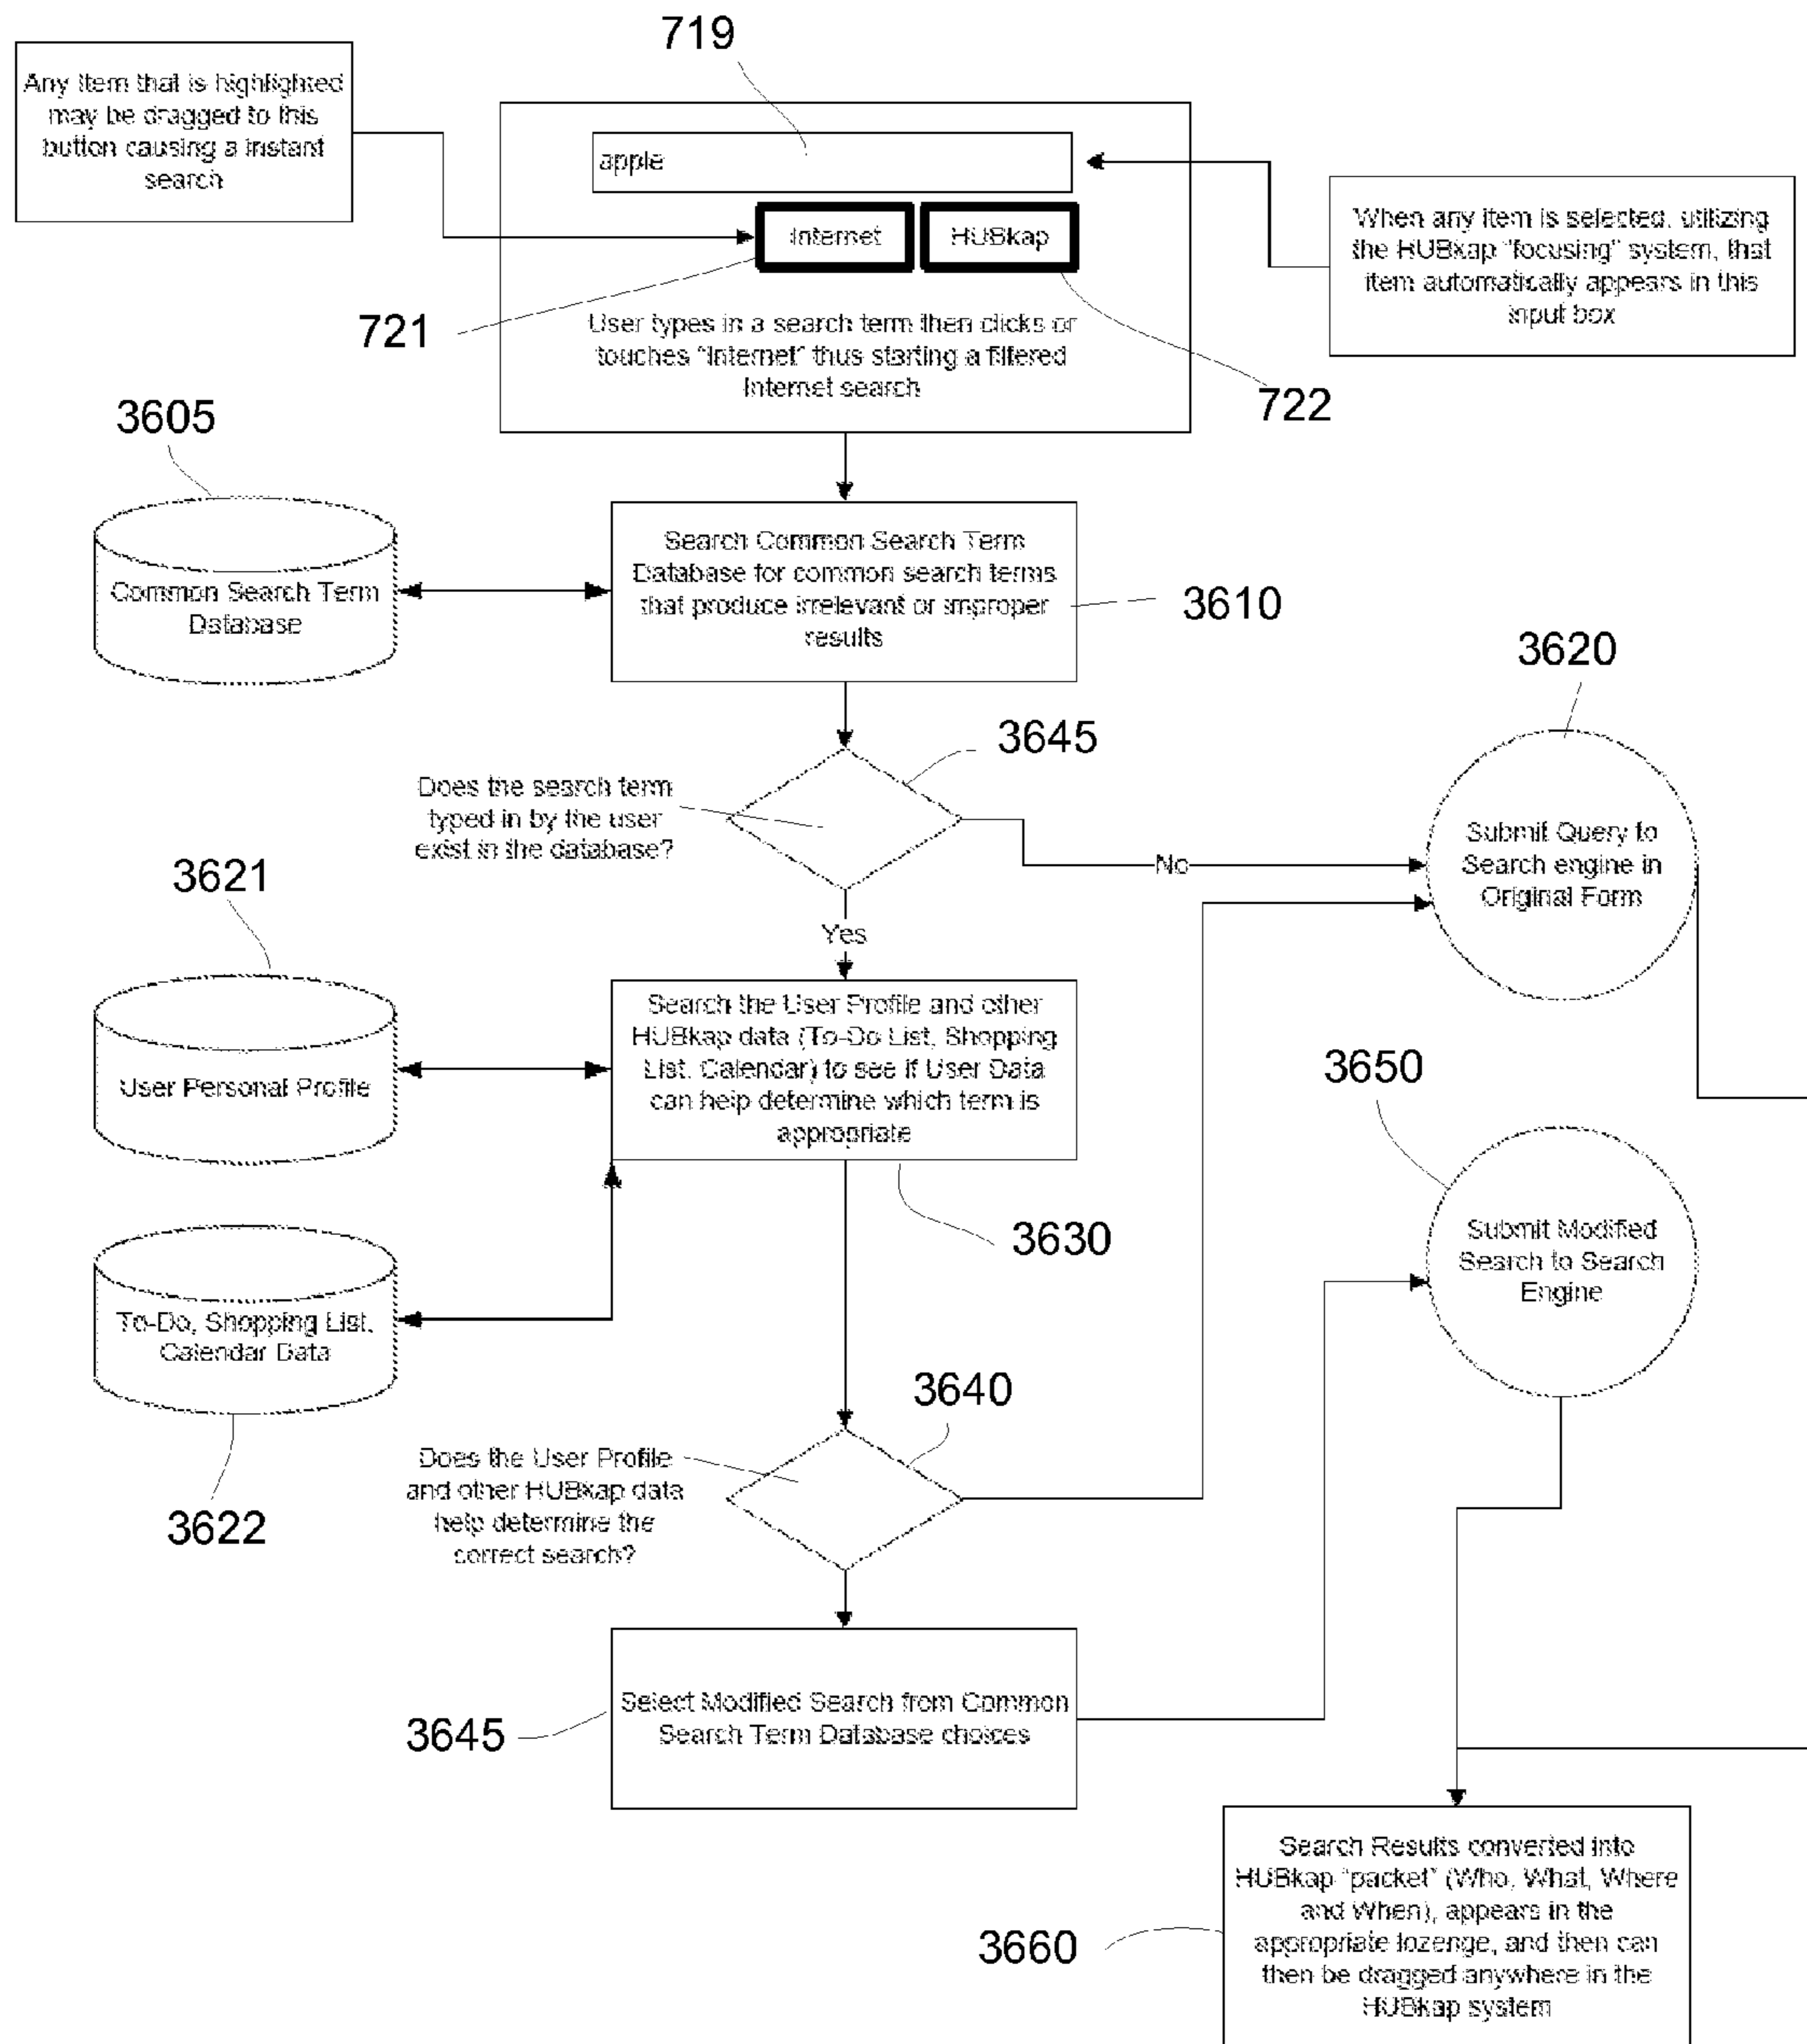 719
Any item that is highlighted
may be dragged to this
button causing a instant
search
apple
Internet
HUBkap
When any item is selected, utilizing
the HUBkap "focusing" system, that
item automatically appears in this
input box
721
User types in a search term then clicks or
touches "Internet" thus starting a filtered
Internet search
722
3605
Common Search Term
Database
Search Common Search Term
Database for common search terms
that produce irrelevant or improper
results
3610
3620
3645
Does the search term
typed in by the user
exist in the database?
No
Submit Query to
Search engine in
Original Form
Yes
3621
User Personal Profile
Search the User Profile and other
HUBkap data (To-Do List, Shopping
List, Calendar) to see if User Data
can help determine which term is
appropriate
3650
3630
Submit Modified
Search to Search
Engine
To-Do, Shopping List,
Calendar Data
3622
3640
Does the User Profile
and other HUBkap data
help determine the
correct search?
Select Modified Search from Common
Search Term Database choices
3645
Search Results converted into
HUBkap "packet" (Who, What, Where
and When), appears in the
appropriate lozenge, and then can
then be dragged anywhere in the
HUBkap system
3660